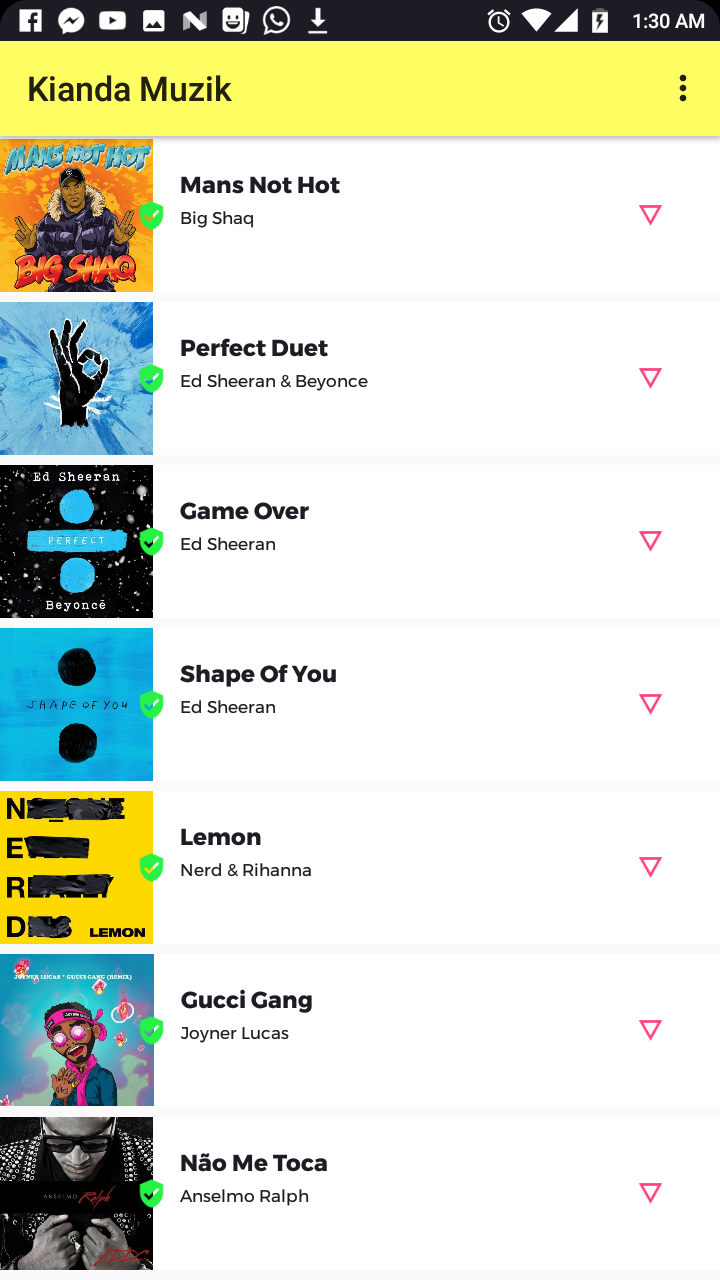 1:30 AM
Kianda Muzik
MANS NOT HOT
BIG SHAQ
Mans Not Hot
Big Shaq
Perfect Duet
Ed Sheeran & Beyonce
Ed Sheeran
PERFECT
Beyoncé
Game Over
Ed Sheeran
SHAPE OF YOU
Shape Of You
Ed Sheeran
LEMON
Lemon
Nerd & Rihanna
JOYNER LUCAS * GUCCI GANG (REMIX)
Gucci Gang
Joyner Lucas
ANSELMO Ralph
Não Me Toca
Anselmo Ralph